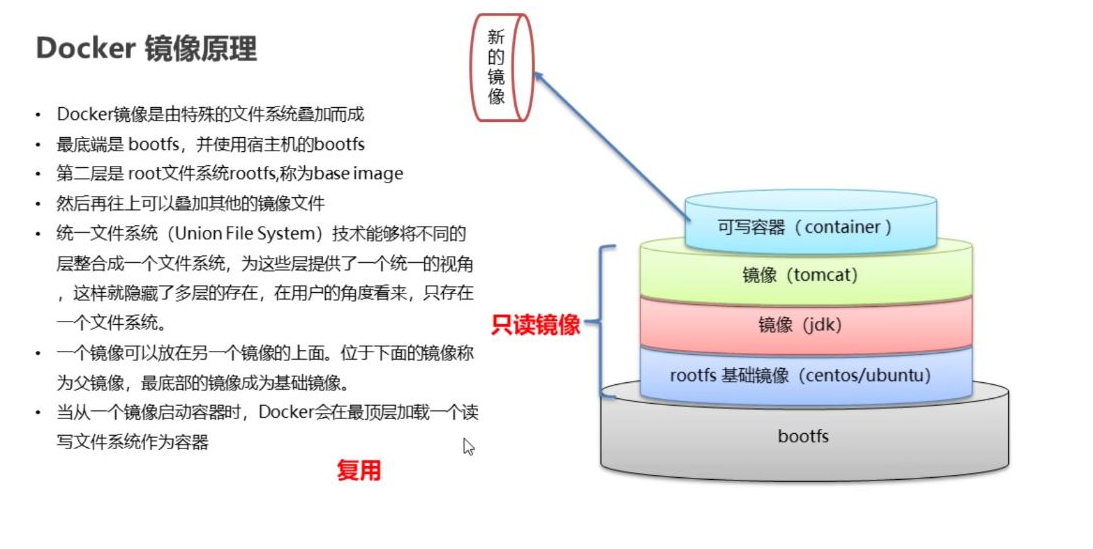 Docker 镜像原理
• Docker镜像是由特殊的文件系统叠加而成
• 最底端是 bootfs，并使用宿主机的bootfs
• 第二层是 root文件系统rootfs,称为base image
• 然后再往上可以叠加其他的镜像文件
• 统一文件系统（Union File System）技术能够将不同的
层整合成一个文件系统，为这些层提供了一个统一的视角
，这样就隐藏了多层的存在，在用户的角度看来，只存在
一个文件系统。
• 一个镜像可以放在另一个镜像的上面。位于下面的镜像称
为父镜像，最底部的镜像成为基础镜像。
• 当从一个镜像启动容器时，Docker会在最顶层加载一个读
写文件系统作为容器
复用
新的镜像
可写容器（container）
镜像（tomcat）
只读镜像
镜像（jdk）
rootfs 基础镜像（centos/ubuntu）
bootfs